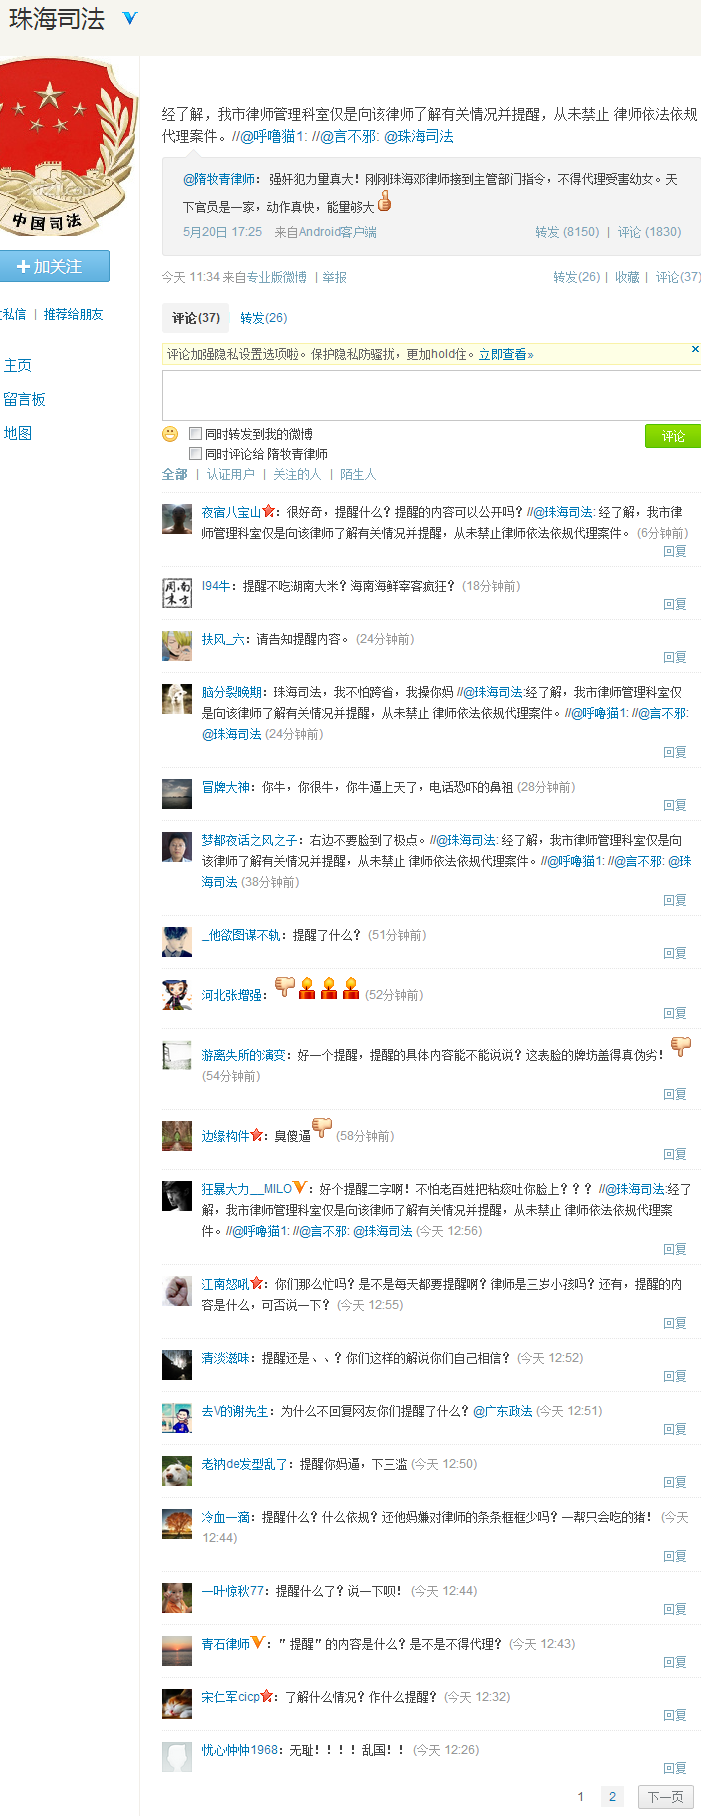 珠海司法
中国司法
加关注
私信 | 推荐给朋友
主页
留言板
地图
经了解，我市律师管理科室仅是向该律师了解有关情况并提醒，从未禁止 律师依法依规
代理案件。//@呼噜猫1: //@言不邪: @珠海司法
@隋牧青律师：强奸犯力量真大！刚刚珠海邓律师接到主管部门指令，不得代理受害幼女。天
下官员是一家，动作真快，能量够大
5月20日 17:25 来自Android客户端 转发 (8150) | 评论 (1830)
今天 11:34 来自专业版微博 | 举报 转发(26) | 收藏 | 评论(37)
评论(37) 转发(26)
评论加强隐私设置选项啦。保护隐私防骚扰，更加hold住。立即查看»
评论
同时转发到我的微博
同时评论给 隋牧青律师
全部 | 认证用户 | 关注的人 | 陌生人
夜宿八宝山：很好奇，提醒什么？提醒的内容可以公开吗？//@珠海司法: 经了解，我市律
师管理科室仅是向该律师了解有关情况并提醒，从未禁止律师依法依规代理案件。 (6分钟前)
回复
I94牛：提醒不吃湖南大米？海南海鲜宰客疯狂？ (18分钟前)
回复
扶风_六：请告知提醒内容。 (24分钟前)
回复
脑分裂晚期：珠海司法，我不怕跨省，我操你妈 //@珠海司法:经了解，我市律师管理科室仅
是向该律师了解有关情况并提醒，从未禁止 律师依法依规代理案件。//@呼噜猫1: //@言不邪:
@珠海司法 (24分钟前)
回复
冒牌大神：你牛，你很牛，你牛逼上天了，电话恐吓的鼻祖 (28分钟前)
回复
梦都夜话之风之子：右边不要脸到了极点。//@珠海司法: 经了解，我市律师管理科室仅是向
该律师了解有关情况并提醒，从未禁止 律师依法依规代理案件。//@呼噜猫1: //@言不邪: @珠
海司法 (38分钟前)
回复
_他欲图谋不轨：提醒了什么？ (51分钟前)
回复
河北张增强： (52分钟前)
回复
游离失所的演变：好一个提醒，提醒的具体内容能不能说说？这表脸的牌坊盖得真伪劣！
(54分钟前)
回复
边缘构件：臭傻逼 (58分钟前)
回复
狂暴大力__MILO：好个提醒二字啊！不怕老百姓把粘痰吐你脸上？？？ //@珠海司法:经了
解，我市律师管理科室仅是向该律师了解有关情况并提醒，从未禁止 律师依法依规代理案
件。//@呼噜猫1: //@言不邪: @珠海司法 (今天 12:56)
回复
江南怒吼：你们那么忙吗？是不是每天都要提醒啊？律师是三岁小孩吗？还有，提醒的内
容是什么，可否说一下？ (今天 12:55)
回复
清淡滋味：提醒还是、、？你们这样的解说你们自己相信？ (今天 12:52)
回复
去V的谢先生：为什么不回复网友你们提醒了什么？@广东政法 (今天 12:51)
回复
老衲de发型乱了：提醒你妈逼，下三滥 (今天 12:50)
回复
冷血一滴：提醒什么？什么依规？还他妈嫌对律师的条条框框少吗？一帮只会吃的猪！ (今天
12:44)
回复
一叶惊秋77：提醒什么了？说一下呗！ (今天 12:44)
回复
青石律师：＂提醒＂的内容是什么？是不是不得代理？ (今天 12:43)
回复
宋仁军cicp：了解什么情况？作什么提醒？ (今天 12:32)
回复
忧心忡忡1968：无耻！！！！乱国！！ (今天 12:26)
回复
1 2 下一页